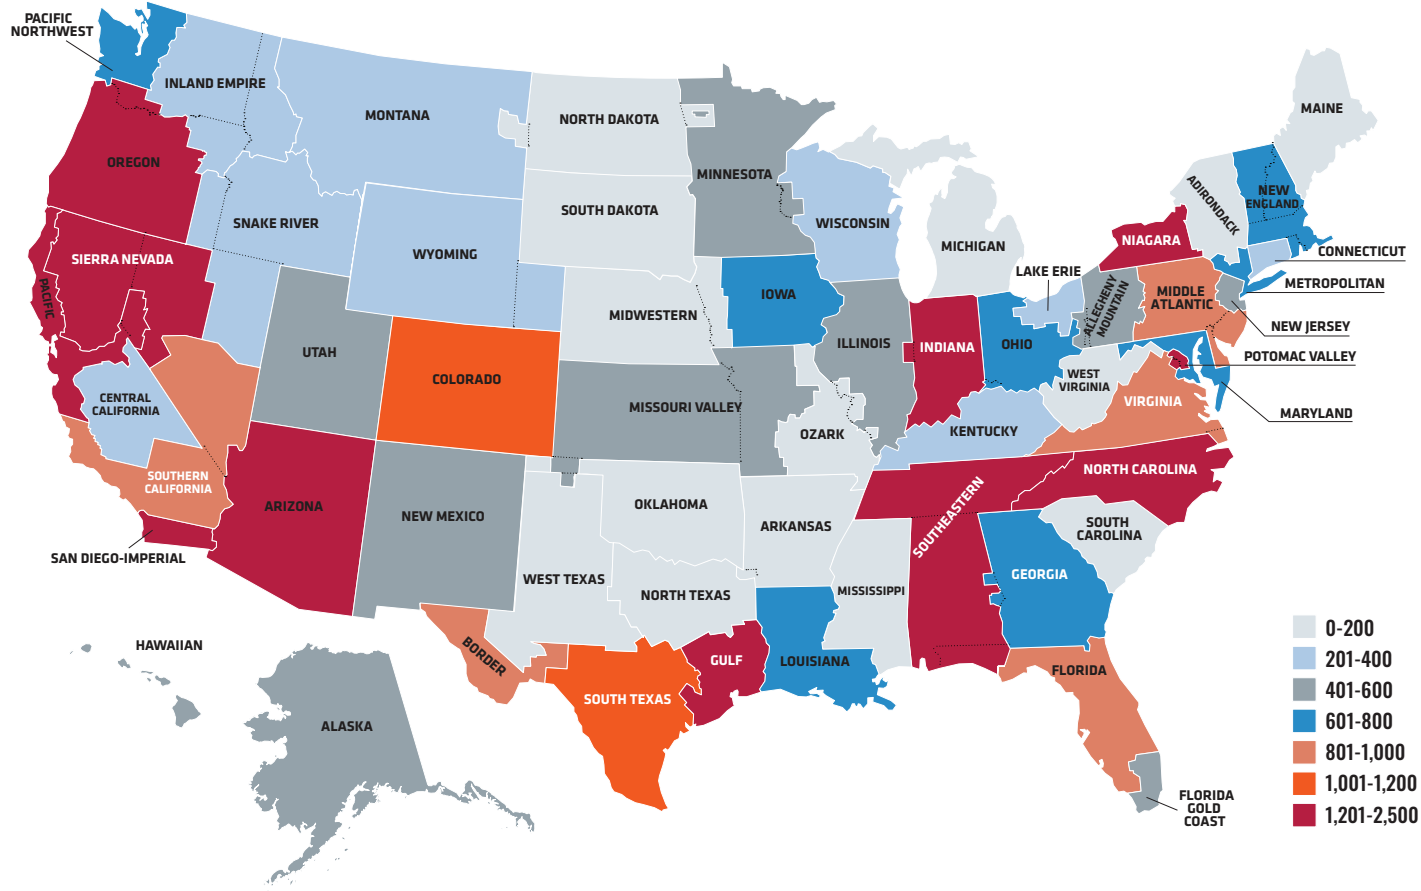 PACIFIC
NORTHWEST
INLAND EMPIRE
MONTANA
NORTH DAKOTA
MINNESOTA
MAINE
OREGON
SNAKE RIVER
WYOMING
SOUTH DAKOTA
WISCONSIN
MICHIGAN
ADIRONDACK
NEW
ENGLAND
NIAGARA
CONNECTICUT
SIERRA NEVADA
PACIFIC
LAKE ERIE
METROPOLITAN
IOWA
MIDWESTERN
ALLEGHENY
MOUNTAIN
MIDDLE
ATLANTIC
NEW JERSEY
UTAH
COLORADO
ILLINOIS
INDIANA
OHIO
POTOMAC VALLEY
WEST
VIRGINIA
CENTRAL
CALIFORNIA
MISSOURI VALLEY
OZARK
KENTUCKY
VIRGINIA
MARYLAND
SOUTHERN
CALIFORNIA
ARIZONA
NEW MEXICO
OKLAHOMA
ARKANSAS
SOUTHEASTERN
NORTH CAROLINA
SOUTH
CAROLINA
SAN DIEGO-IMPERIAL
WEST TEXAS
NORTH TEXAS
MISSISSIPPI
GEORGIA
HAWAIIAN
BORDER
SOUTH TEXAS
GULF
LOUISIANA
FLORIDA
ALASKA
FLORIDA
GOLD
COAST
0-200
201-400
401-600
601-800
801-1,000
1,001-1,200
1,201-2,500